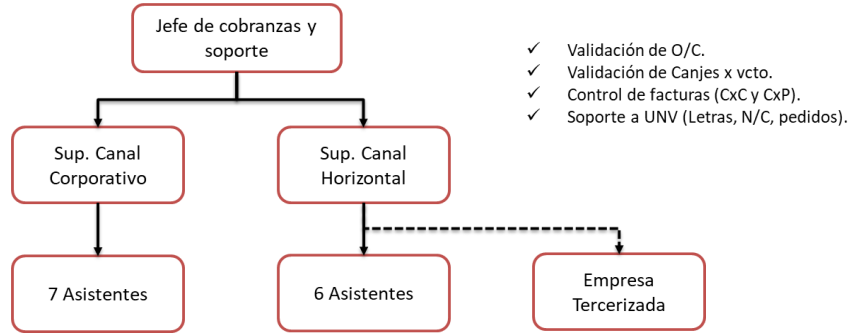 Jefe de cobranzas y
soporte
✓ Validación de O/C.
✓ Validación de Canjes x vcto.
✓ Control de facturas (CxC y CxP).
✓ Soporte a UNV (Letras, N/C, pedidos).
Sup. Canal
Corporativo
Sup. Canal
Horizontal
7 Asistentes
6 Asistentes
Empresa
Tercerizada